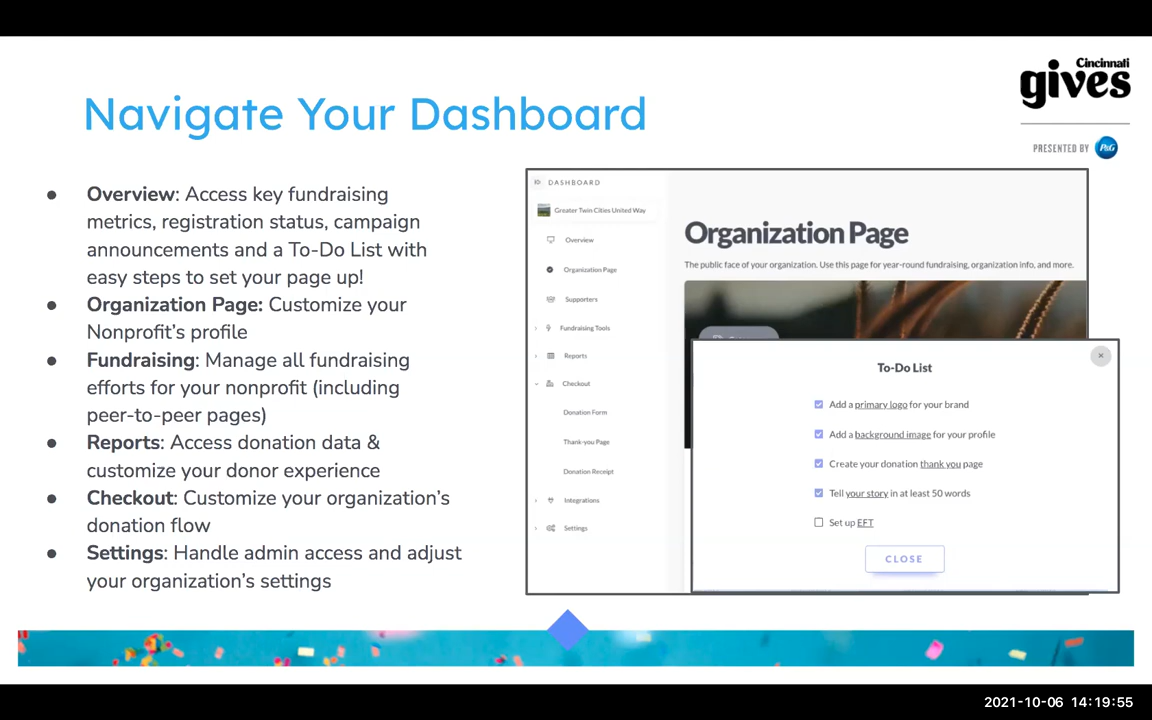 Cincinnati
gives
PRESENTED BY P&G
Navigate Your Dashboard
● Overview: Access key fundraising
metrics, registration status, campaign
announcements and a To-Do List with
easy steps to set your page up!
● Organization Page: Customize your
Nonprofit's profile
● Fundraising: Manage all fundraising
efforts for your nonprofit (including
peer-to-peer pages)
● Reports: Access donation data &
customize your donor experience
● Checkout: Customize your organization's
donation flow
● Settings: Handle admin access and adjust
your organization's settings
DASHBOARD
Greater Twin Cities United Way
Overview
Organization Page
Supporters
Fundraising Tools
Reports
Checkout
Donation Form
Thank-you Page
Donation Receipt
Integrations
Settings
Organization Page
The public face of your organization. Use this page for year-round fundraising, organization info, and more.
To-Do List
Add a primary logo for your brand
Add a background image for your profile
Create your donation thank you page
Tell your story in at least 50 words
Set up EFT
CLOSE
2021-10-06 14:19:55